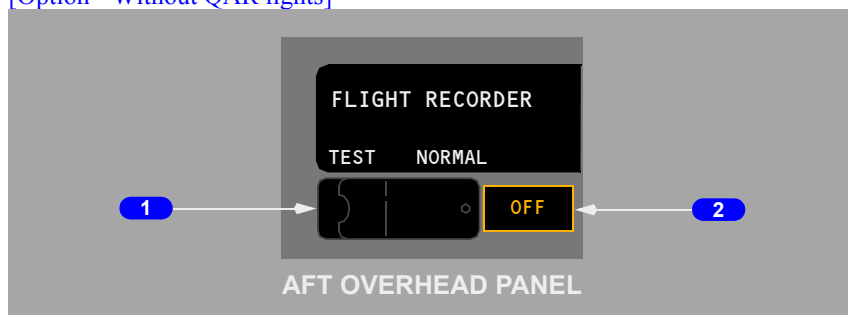 [Option - Without QAR lights]
FLIGHT RECORDER
TEST NORMAL
1
OFF
2
AFT OVERHEAD PANEL